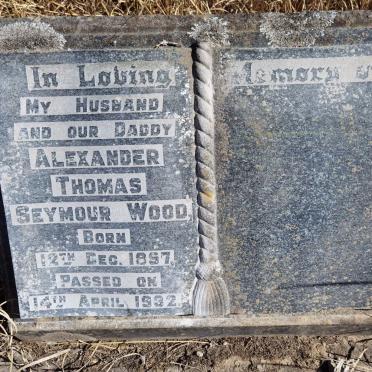 In Loving
Memory of
My Husband
and our Daddy
Alexander
Thomas
Seymour Wood
Born
12th Dec. 1897
Passed on
14th April 1932